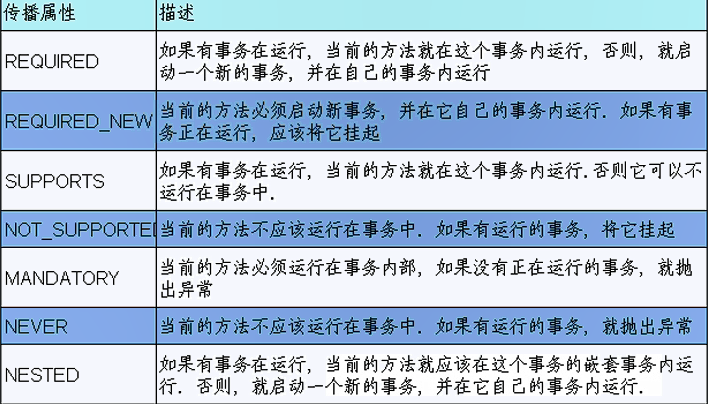 传播属性 描述
REQUIRED 如果有事务在运行，当前的方法就在这个事务内运行，否则，就启
动一个新的事务，并在自己的事务内运行
REQUIRED_NEW 当前的方法必须启动新事务，并在它自己的事务内运行．如果有事
务正在运行，应该将它挂起
SUPPORTS 如果有事务在运行，当前的方法就在这个事务内运行．否则它可以不
运行在事务中．
NOT_SUPPORTED 当前的方法不应该运行在事务中．如果有运行的事务，将它挂起
MANDATORY 当前的方法必须运行在事务内部，如果没有正在运行的事务，就抛
出异常
NEVER 当前的方法不应该运行在事务中．如果有运行的事务，就抛出异常
NESTED 如果有事务在运行，当前的方法就应该在这个事务的嵌套事务内运
行．否则，就启动一个新的事务，并在它自己的事务内运行．